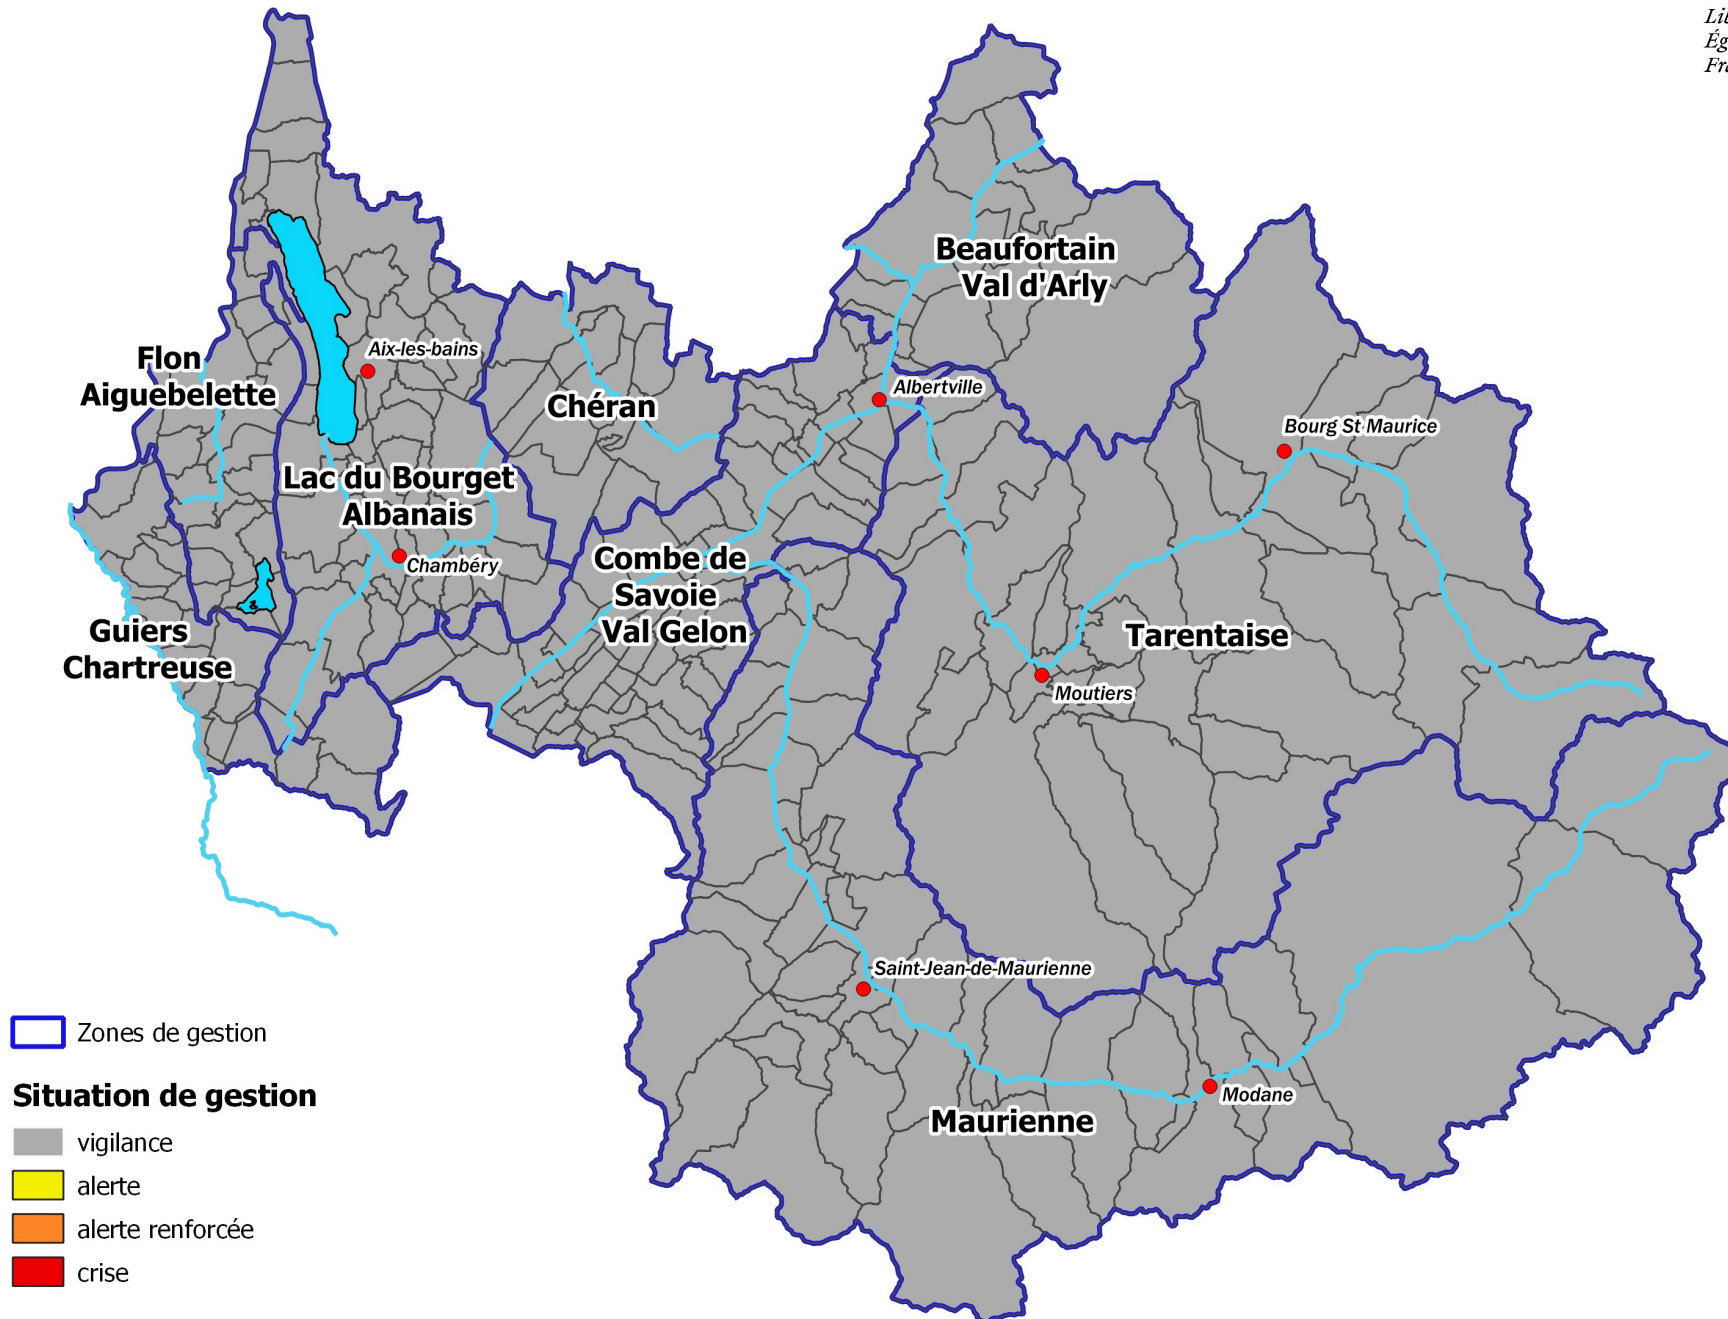 Beaufortain
Val d'Arly
Flon
Aiguebelette
Aix-les-bains
Chéran
Albertville
Bourg St Maurice
Lac du Bourget
Albanais
Chambéry
Combe de
Savoie
Val Gelon
Guiers
Chartreuse
Tarentaise
Moutiers
Saint-Jean-de-Maurienne
Modane
Maurienne
Zones de gestion
Situation de gestion
vigilance
alerte
alerte renforcée
crise